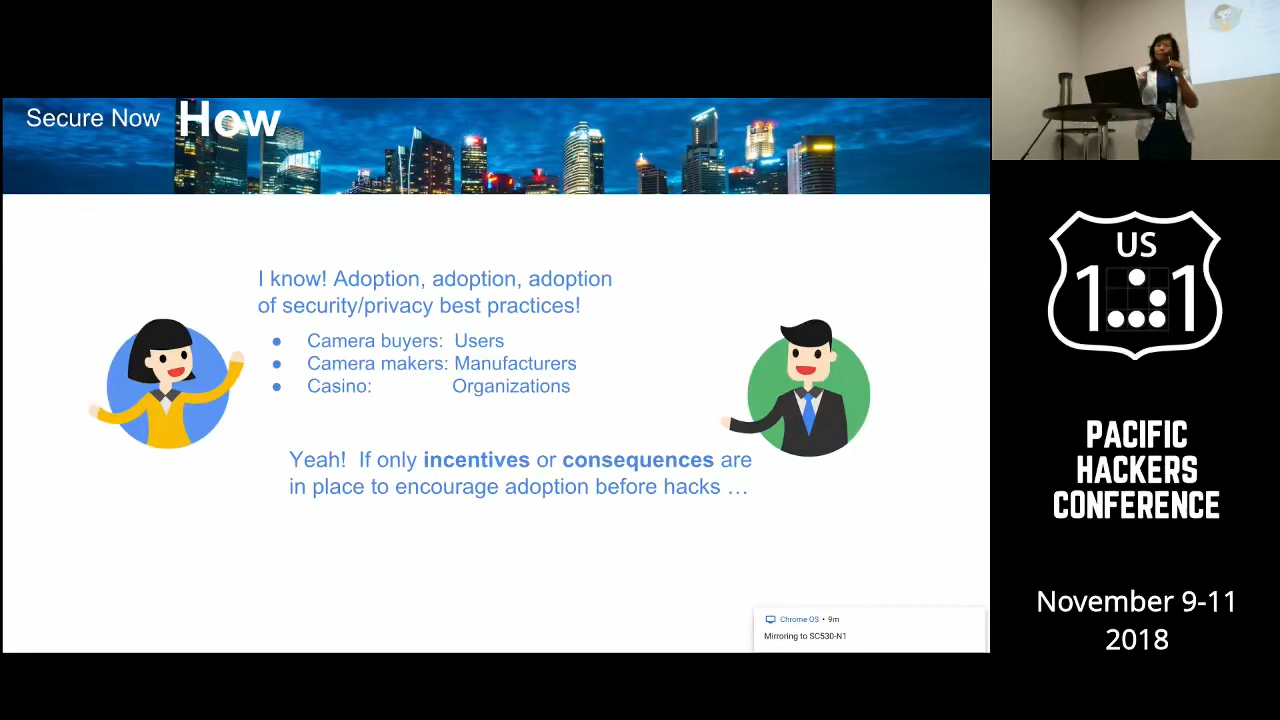 Secure Now How
I know! Adoption, adoption, adoption
of security/privacy best practices!
● Camera buyers: Users
● Camera makers: Manufacturers
● Casino: Organizations
Yeah! If only incentives or consequences are
in place to encourage adoption before hacks …
Chrome OS • 9m
Mirroring to SC530-N1
US
1 1
PACIFIC
HACKERS
CONFERENCE
November 9-11
2018